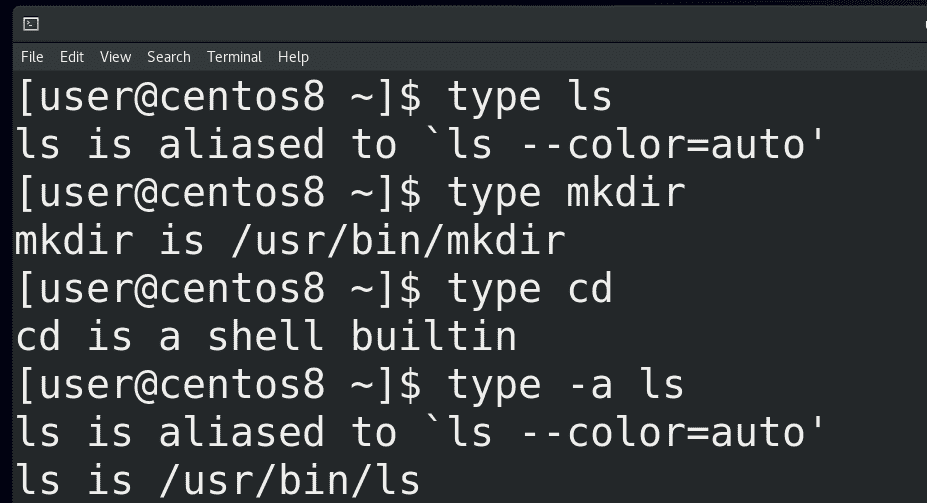 File Edit View Search Terminal Help
[user@centos8 ~]$ type ls
ls is aliased to `ls --color=auto'
[user@centos8 ~]$ type mkdir
mkdir is /usr/bin/mkdir
[user@centos8 ~]$ type cd
cd is a shell builtin
[user@centos8 ~]$ type -a ls
ls is aliased to `ls --color=auto'
ls is /usr/bin/ls